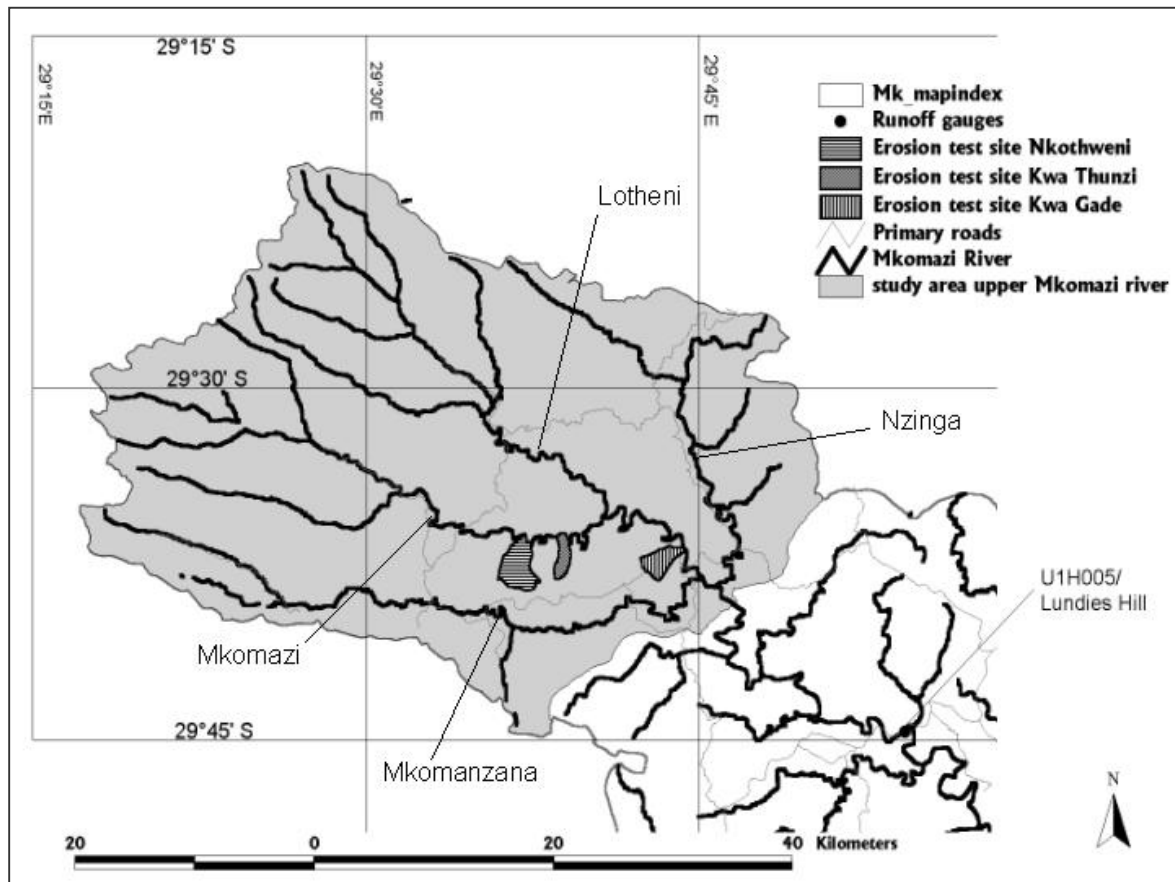 29°15' S
29°15'E
29°30'E
29°45' E
Mk_mapindex
Runoff gauges
Erosion test site Nkothweni
Erosion test site Kwa Thunzi
Erosion test site Kwa Gade
Primary roads
Mkomazi River
study area upper Mkomazi river
Lotheni
29°30' S
Nzinga
U1H005/
Lundies Hill
Mkomazi
29°45' S
Mkomanzana
N
20 0 20 40 Kilometers